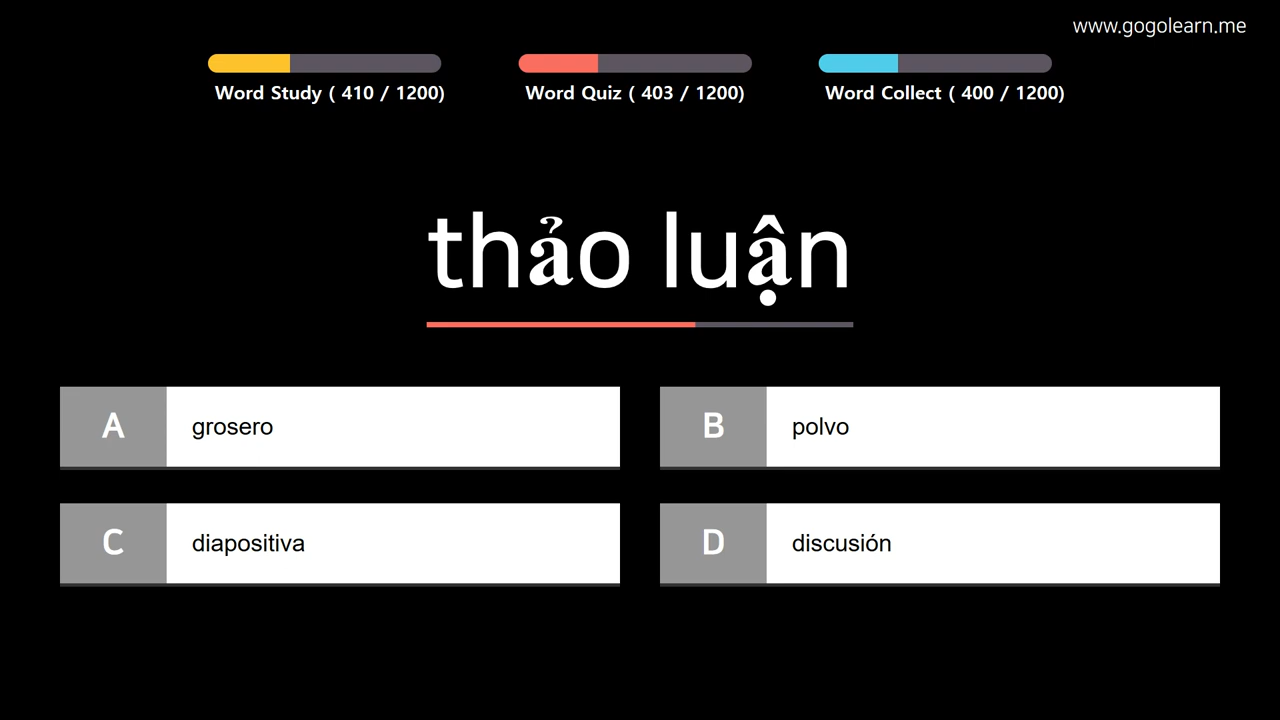 www.gogolearn.me
Word Study ( 410 / 1200)
Word Quiz ( 403 / 1200)
Word Collect ( 400 / 1200)
thảo luận
A grosero
B polvo
C diapositiva
D discusión